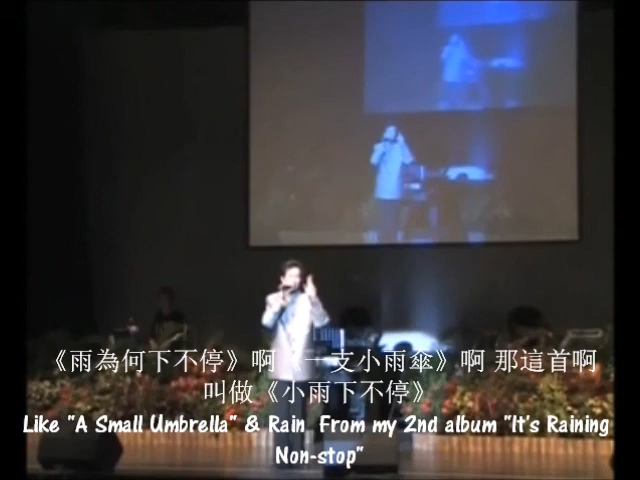 《雨為何下不停》啊《一支小雨傘》啊 那這首啊
叫做《小雨下不停》
Like "A Small Umbrella" & Rain  From my 2nd album "It's Raining
Non-stop"